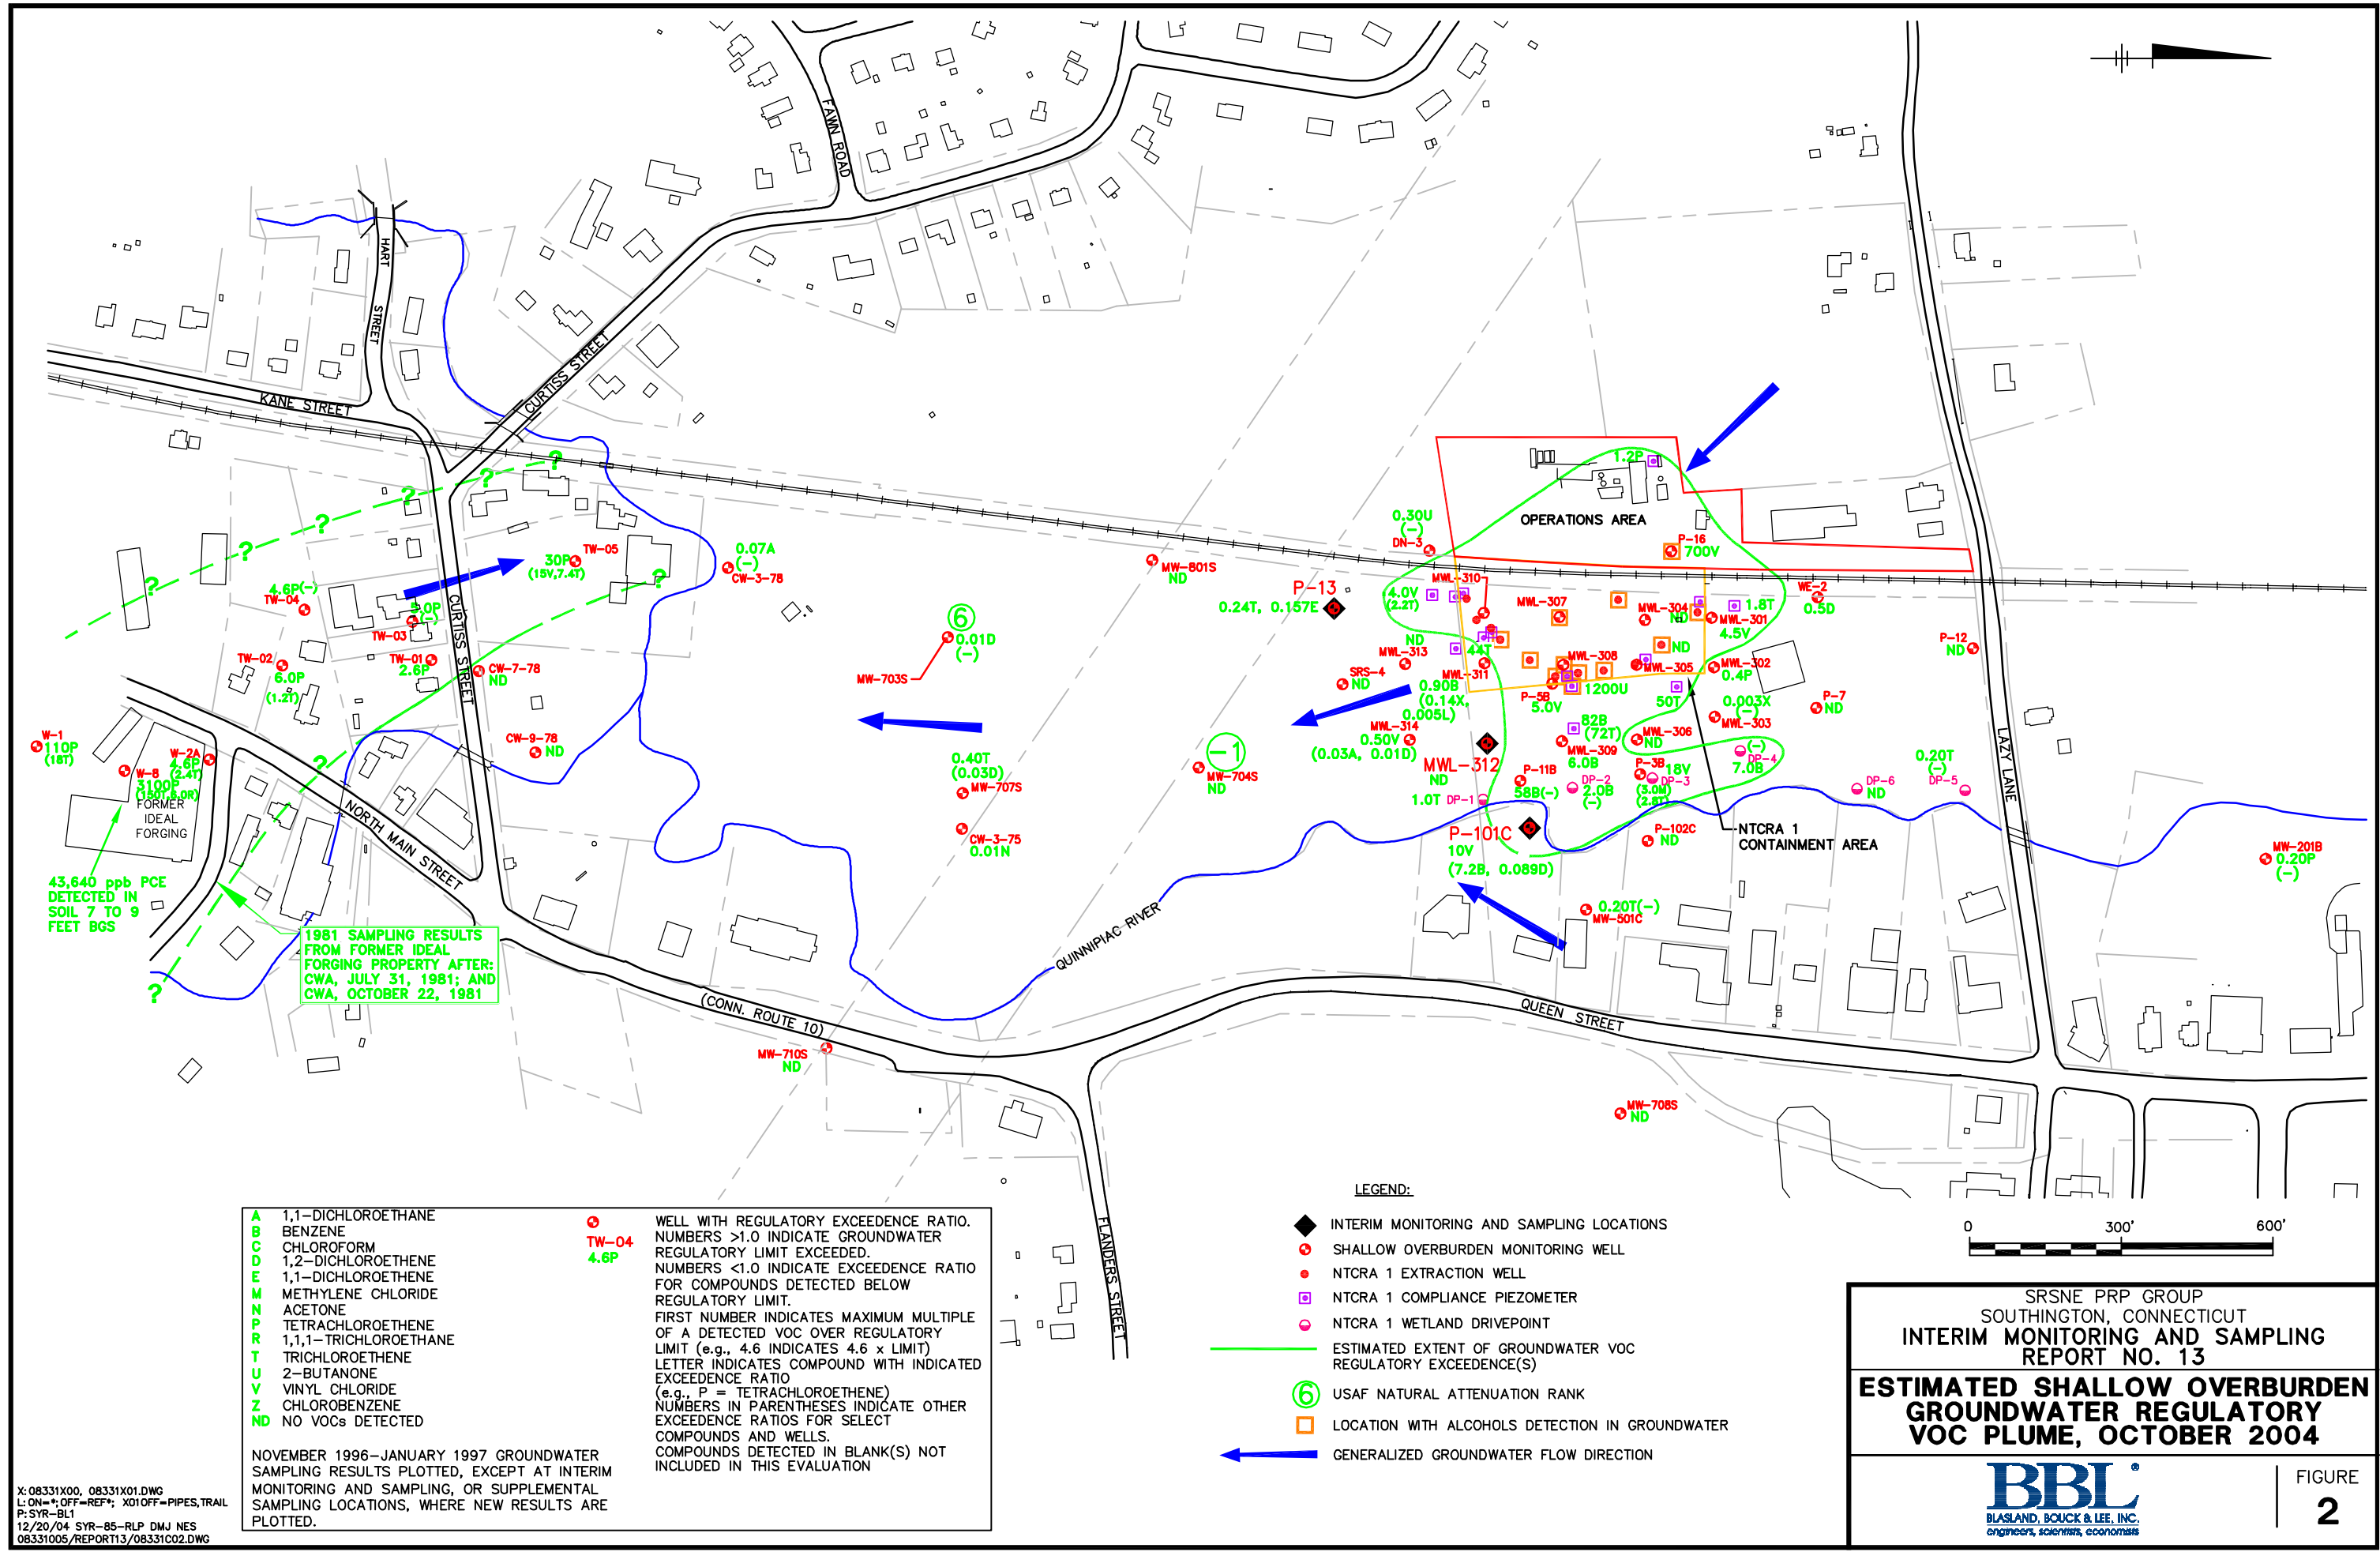 FAWN ROAD
HART
STREET
KANE STREET
CURTISS STREET
CURTISS STREET
NORTH MAIN STREET
(CONN. ROUTE 10)
QUEEN STREET
FLANDERS STREET
LAZY LANE
QUINNIPIAC RIVER
OPERATIONS AREA
NTCRA 1
CONTAINMENT AREA
1.2P
P-16
700V
0.30U
(-)
DN-3
MW-801S
ND
P-13
0.24T, 0.157E
MWL-310
4.0V
(2.2T)
MWL-307
MWL-304
ND
1.8T
MWL-301
4.5V
WE-2
0.5D
P-12
ND
ND
MWL-313
44T
MWL-311
MWL-308
ND
MWL-305
MWL-302
0.4P
SRS-4
ND
0.90B
(0.14X,
0.005L)
P-5B
5.0V
1200U
50T
0.003X
(-)
MWL-303
P-7
ND
MWL-314
0.50V
(0.03A, 0.01D)
MWL-312
ND
82B
(72T)
MWL-309
6.0B
MWL-306
ND
(-)
DP-4
7.0B
1.0T DP-1
P-11B
58B(-)
DP-2
2.0B
(-)
P-3B
18V
DP-3
(3.0M)
(2.8T)
DP-6
ND
0.20T
(-)
DP-5
P-101C
10V
(7.2B, 0.089D)
P-102C
ND
0.20T(-)
MW-501C
MW-201B
0.20P
(-)
MW-708S
ND
?
?
?
?
?
?
?
?
?
30P
(15V,7.4T)
TW-05
0.07A
(-)
CW-3-78
4.6P(-)
TW-04
5.0P
(-)
TW-03
TW-02
6.0P
(1.2T)
TW-01
2.6P
CW-7-78
ND
CW-9-78
ND
6
0.01D
(-)
MW-703S
-1
MW-704S
ND
0.40T
(0.03D)
MW-707S
CW-3-75
0.01N
MW-710S
ND
W-1
110P
(18T)
W-2A
4.6P
(2.4T)
W-8
3100P
FORMER
IDEAL
FORGING
43,640 ppb PCE
DETECTED IN
SOIL 7 TO 9
FEET BGS
1981 SAMPLING RESULTS
FROM FORMER IDEAL
FORGING PROPERTY AFTER:
CWA, JULY 31, 1981; AND
CWA, OCTOBER 22, 1981
A 1,1-DICHLOROETHANE
B BENZENE
C CHLOROFORM
D 1,2-DICHLOROETHENE
E 1,1-DICHLOROETHENE
M METHYLENE CHLORIDE
N ACETONE
P TETRACHLOROETHENE
R 1,1,1-TRICHLOROETHANE
T TRICHLOROETHENE
U 2-BUTANONE
V VINYL CHLORIDE
Z CHLOROBENZENE
ND NO VOCs DETECTED
NOVEMBER 1996-JANUARY 1997 GROUNDWATER
SAMPLING RESULTS PLOTTED, EXCEPT AT INTERIM
MONITORING AND SAMPLING, OR SUPPLEMENTAL
SAMPLING LOCATIONS, WHERE NEW RESULTS ARE
PLOTTED.
TW-04
4.6P
WELL WITH REGULATORY EXCEEDENCE RATIO.
NUMBERS >1.0 INDICATE GROUNDWATER
REGULATORY LIMIT EXCEEDED.
NUMBERS <1.0 INDICATE EXCEEDENCE RATIO
FOR COMPOUNDS DETECTED BELOW
REGULATORY LIMIT.
FIRST NUMBER INDICATES MAXIMUM MULTIPLE
OF A DETECTED VOC OVER REGULATORY
LIMIT (e.g., 4.6 INDICATES 4.6 x LIMIT)
LETTER INDICATES COMPOUND WITH INDICATED
EXCEEDENCE RATIO
(e.g., P = TETRACHLOROETHENE)
NUMBERS IN PARENTHESES INDICATE OTHER
EXCEEDENCE RATIOS FOR SELECT
COMPOUNDS AND WELLS.
COMPOUNDS DETECTED IN BLANK(S) NOT
INCLUDED IN THIS EVALUATION
LEGEND:
INTERIM MONITORING AND SAMPLING LOCATIONS
SHALLOW OVERBURDEN MONITORING WELL
NTCRA 1 EXTRACTION WELL
NTCRA 1 COMPLIANCE PIEZOMETER
NTCRA 1 WETLAND DRIVEPOINT
ESTIMATED EXTENT OF GROUNDWATER VOC
REGULATORY EXCEEDENCE(S)
6 USAF NATURAL ATTENUATION RANK
LOCATION WITH ALCOHOLS DETECTION IN GROUNDWATER
GENERALIZED GROUNDWATER FLOW DIRECTION
0 300' 600'
SRSNE PRP GROUP
SOUTHINGTON, CONNECTICUT
INTERIM MONITORING AND SAMPLING
REPORT NO. 13
ESTIMATED SHALLOW OVERBURDEN
GROUNDWATER REGULATORY
VOC PLUME, OCTOBER 2004
BBL®
BLASLAND, BOUCK & LEE, INC.
engineers, scientists, economists
FIGURE
2
X: 08331X00, 08331X01.DWG
L: ON=*; OFF=REF*; X01OFF=PIPES,TRAIL
P: SYR-BL1
12/20/04 SYR-85-RLP DMJ NES
08331005/REPORT13/08331C02.DWG